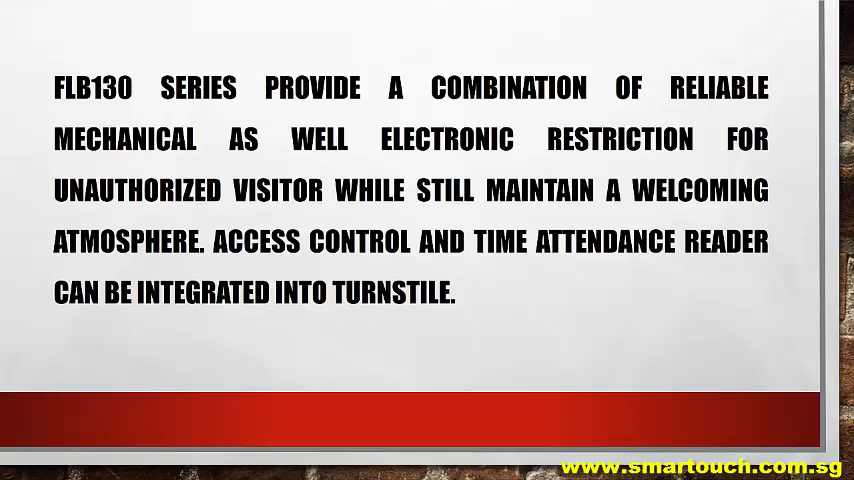 FLB130 SERIES PROVIDE A COMBINATION OF RELIABLE
MECHANICAL AS WELL ELECTRONIC RESTRICTION FOR
UNAUTHORIZED VISITOR WHILE STILL MAINTAIN A WELCOMING
ATMOSPHERE. ACCESS CONTROL AND TIME ATTENDANCE READER
CAN BE INTEGRATED INTO TURNSTILE.
www.smartouch.com.sg